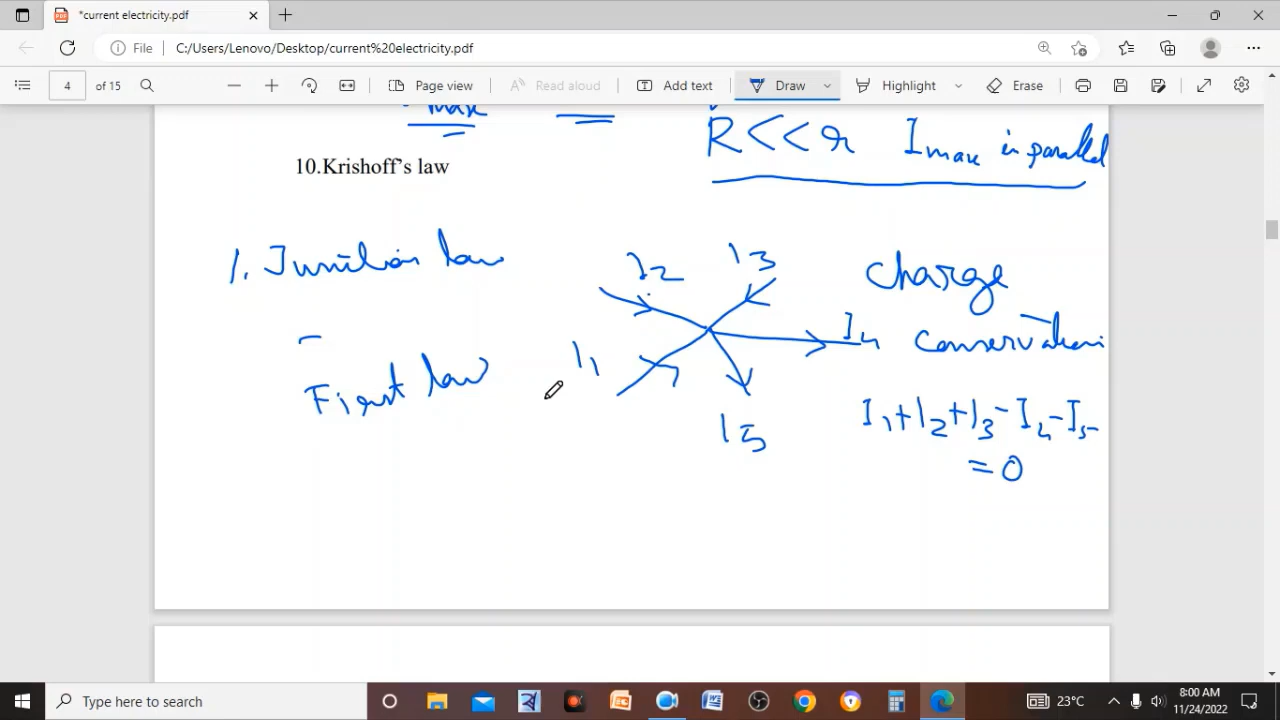 *current electricity.pdf
File C:/Users/Lenovo/Desktop/current%20electricity.pdf
4 of 15 Page view Read aloud Add text Draw Highlight Erase
max
R<<r I max in parallel
10.Krishoff's law
1. Junction law
I2 I3
Charge
I4
conservation
I1
First law
I5
I1+I2+I3-I4-I5
=0
Type here to search
23°C
8:00 AM
11/24/2022